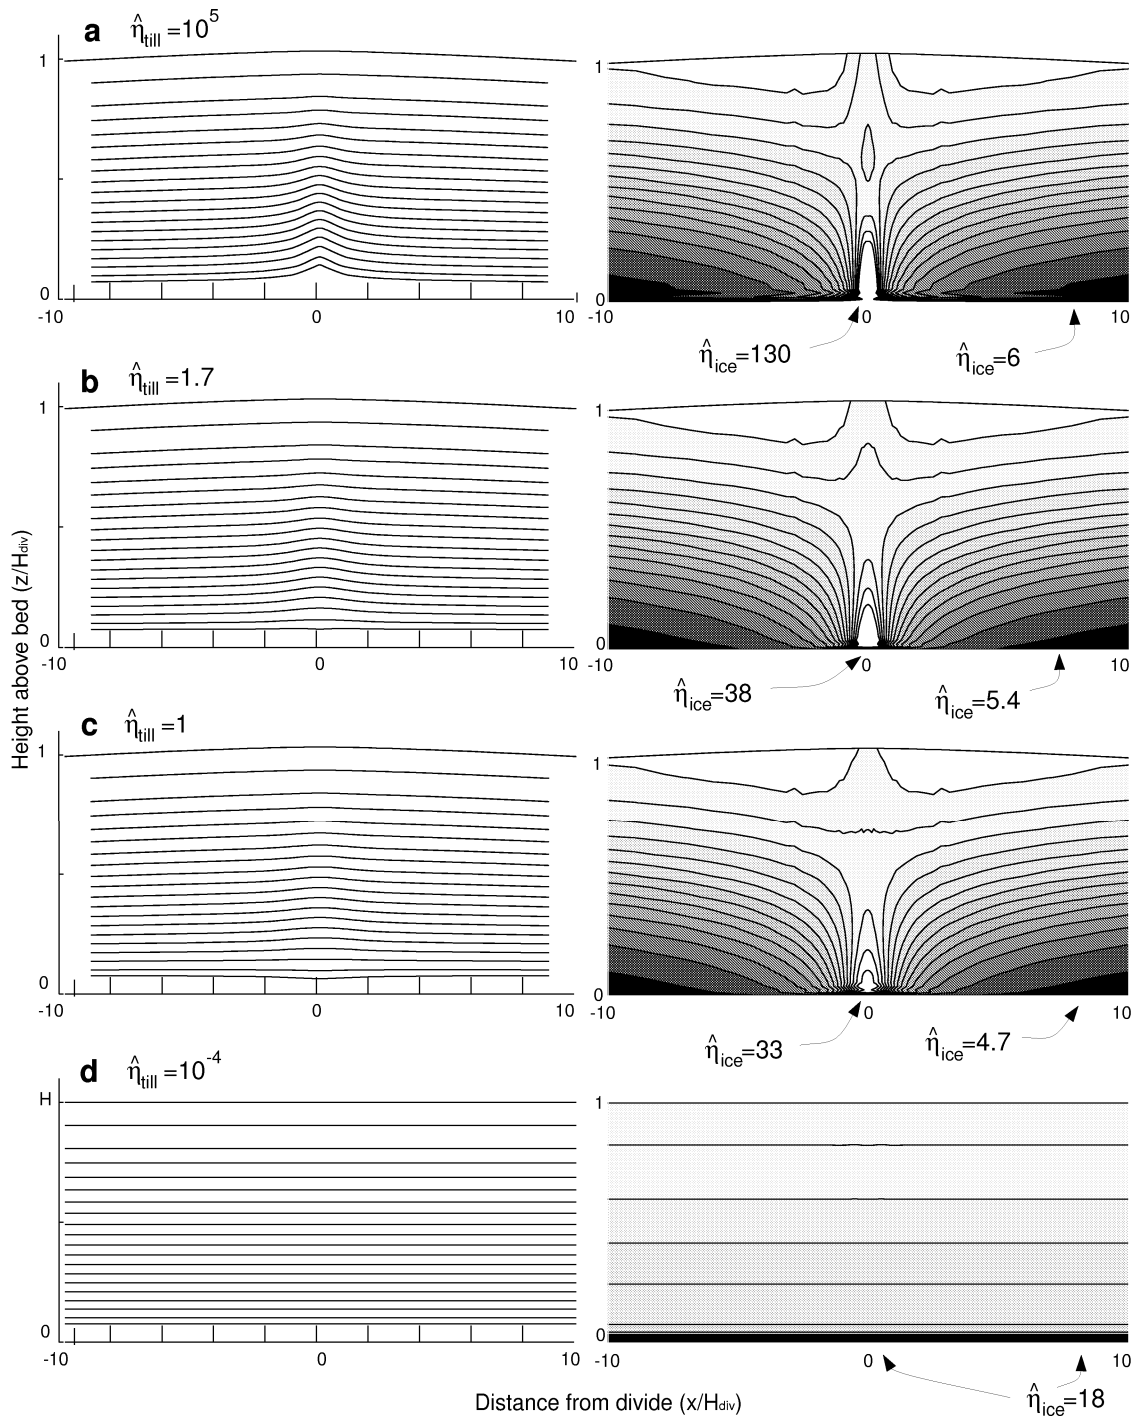 a η̂till =10⁵
1
0
-10 0 10
1
0
-10 0 10
η̂ice=130
η̂ice=6
b η̂till =1.7
1
0
-10 0 10
1
0
-10 0 10
η̂ice=38
η̂ice=5.4
c η̂till =1
1
0
-10 0 10
1
0
-10 0 10
η̂ice=33
η̂ice=4.7
d η̂till =10⁻⁴
H
0
-10 0 10
1
0
-10 0 10
η̂ice=18
Height above bed (z/Hdiv)
Distance from divide (x/Hdiv)